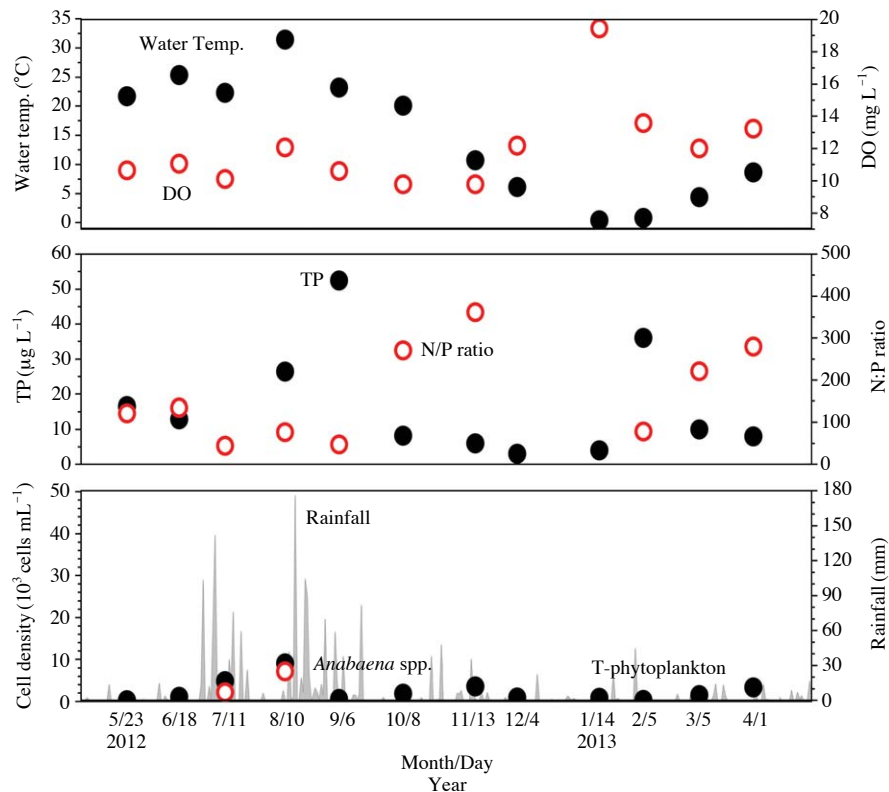 35
30
25
20
15
10
5
0
Water temp. (°C)
Water Temp.
DO
20
18
16
14
12
10
8
DO (mg L⁻¹)
60
50
40
30
20
10
0
TP (μg L⁻¹)
TP
N/P ratio
500
400
300
200
100
0
N:P ratio
50
40
30
20
10
0
Cell density (10³ cells mL⁻¹)
Rainfall
Anabaena spp.
T-phytoplankton
180
150
120
90
60
30
0
Rainfall (mm)
5/23 6/18 7/11 8/10 9/6 10/8 11/13 12/4 1/14 2/5 3/5 4/1
2012 2013
Month/Day
Year